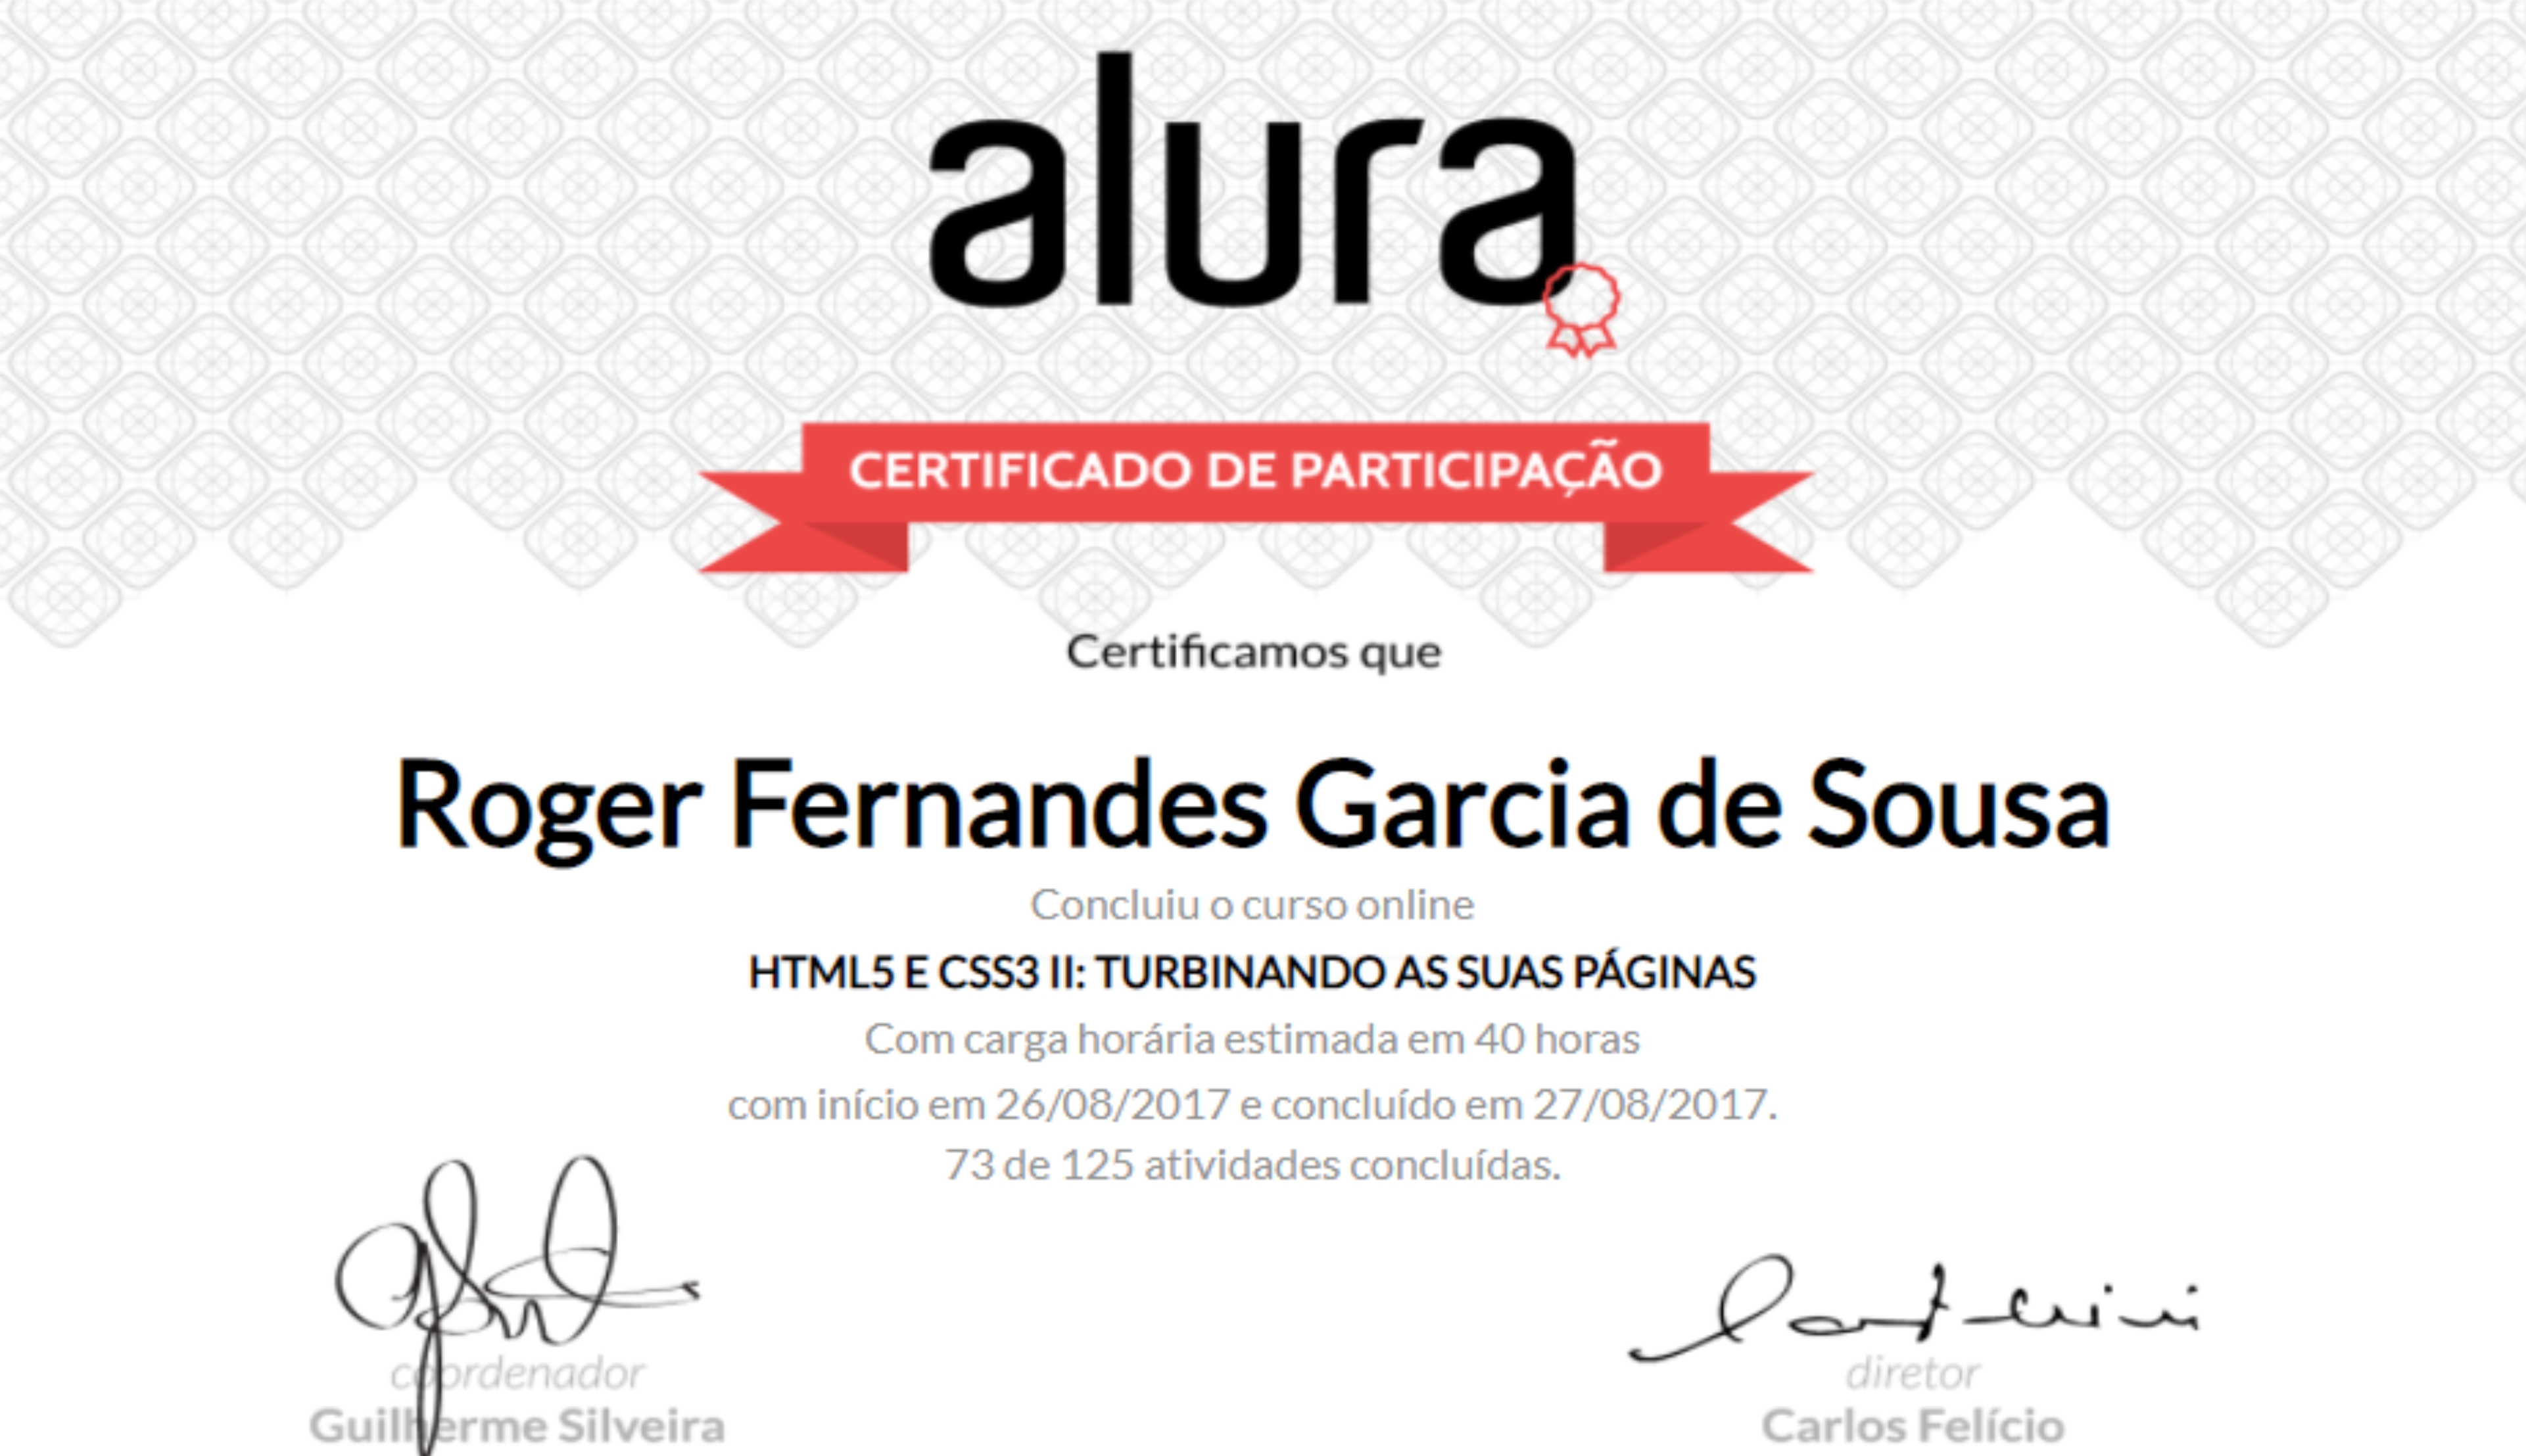 alura
CERTIFICADO DE PARTICIPAÇÃO
Certificamos que
Roger Fernandes Garcia de Sousa
Concluiu o curso online
HTML5 E CSS3 II: TURBINANDO AS SUAS PÁGINAS
Com carga horária estimada em 40 horas
com início em 26/08/2017 e concluído em 27/08/2017.
73 de 125 atividades concluídas.
coordenador
Guilherme Silveira
diretor
Carlos Felício